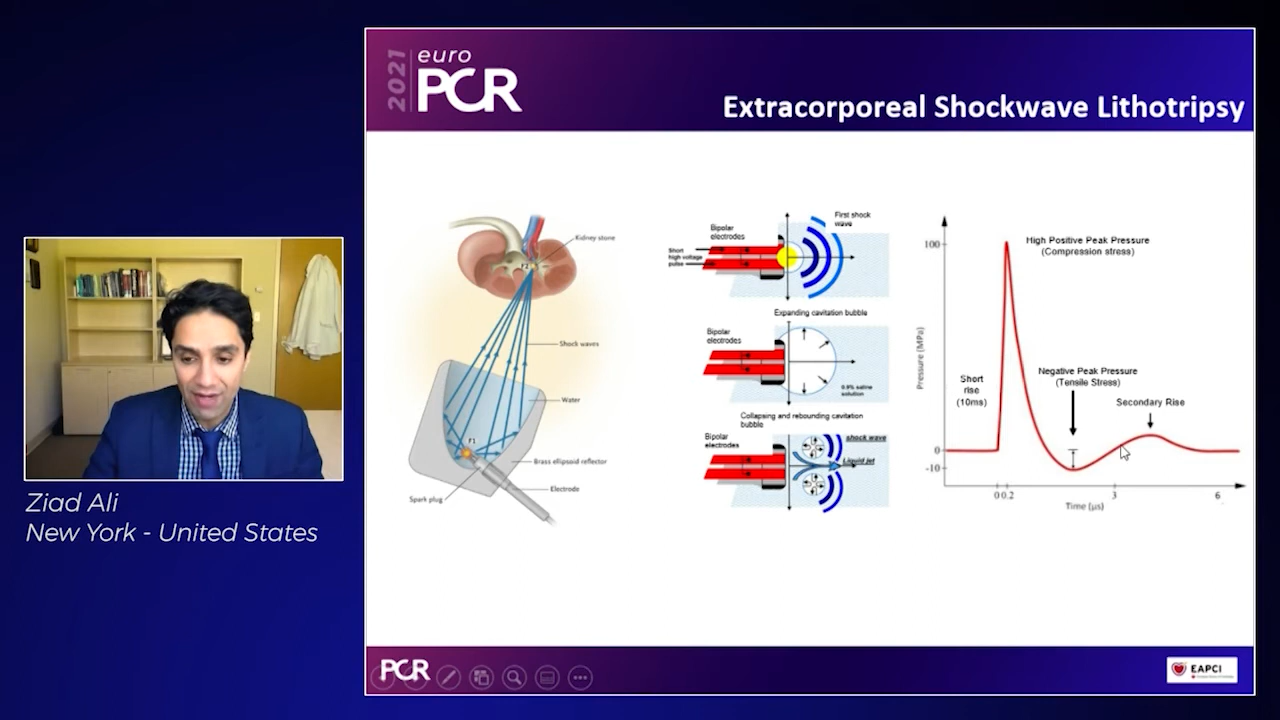 2021
euro
PCR
Extracorporeal Shockwave Lithotripsy
Kidney stone
F2
Shock waves
Water
F1
Brass ellipsoid reflector
Electrode
Spark plug
Bipolar
electrodes
First shock
wave
Short
high voltage
pulse
Expanding cavitation bubble
Bipolar
electrodes
0.9% saline
solution
Collapsing and rebounding cavitation
bubble
Bipolar
electrodes
shock wave
Liquid jet
Pressure (MPa)
100
0
-10
High Positive Peak Pressure
(Compression stress)
Short
rise
(10ms)
Negative Peak Pressure
(Tensile Stress)
Secondary Rise
0 0.2
3
6
Time (µs)
Ziad Ali
New York - United States
PCR
EAPCI